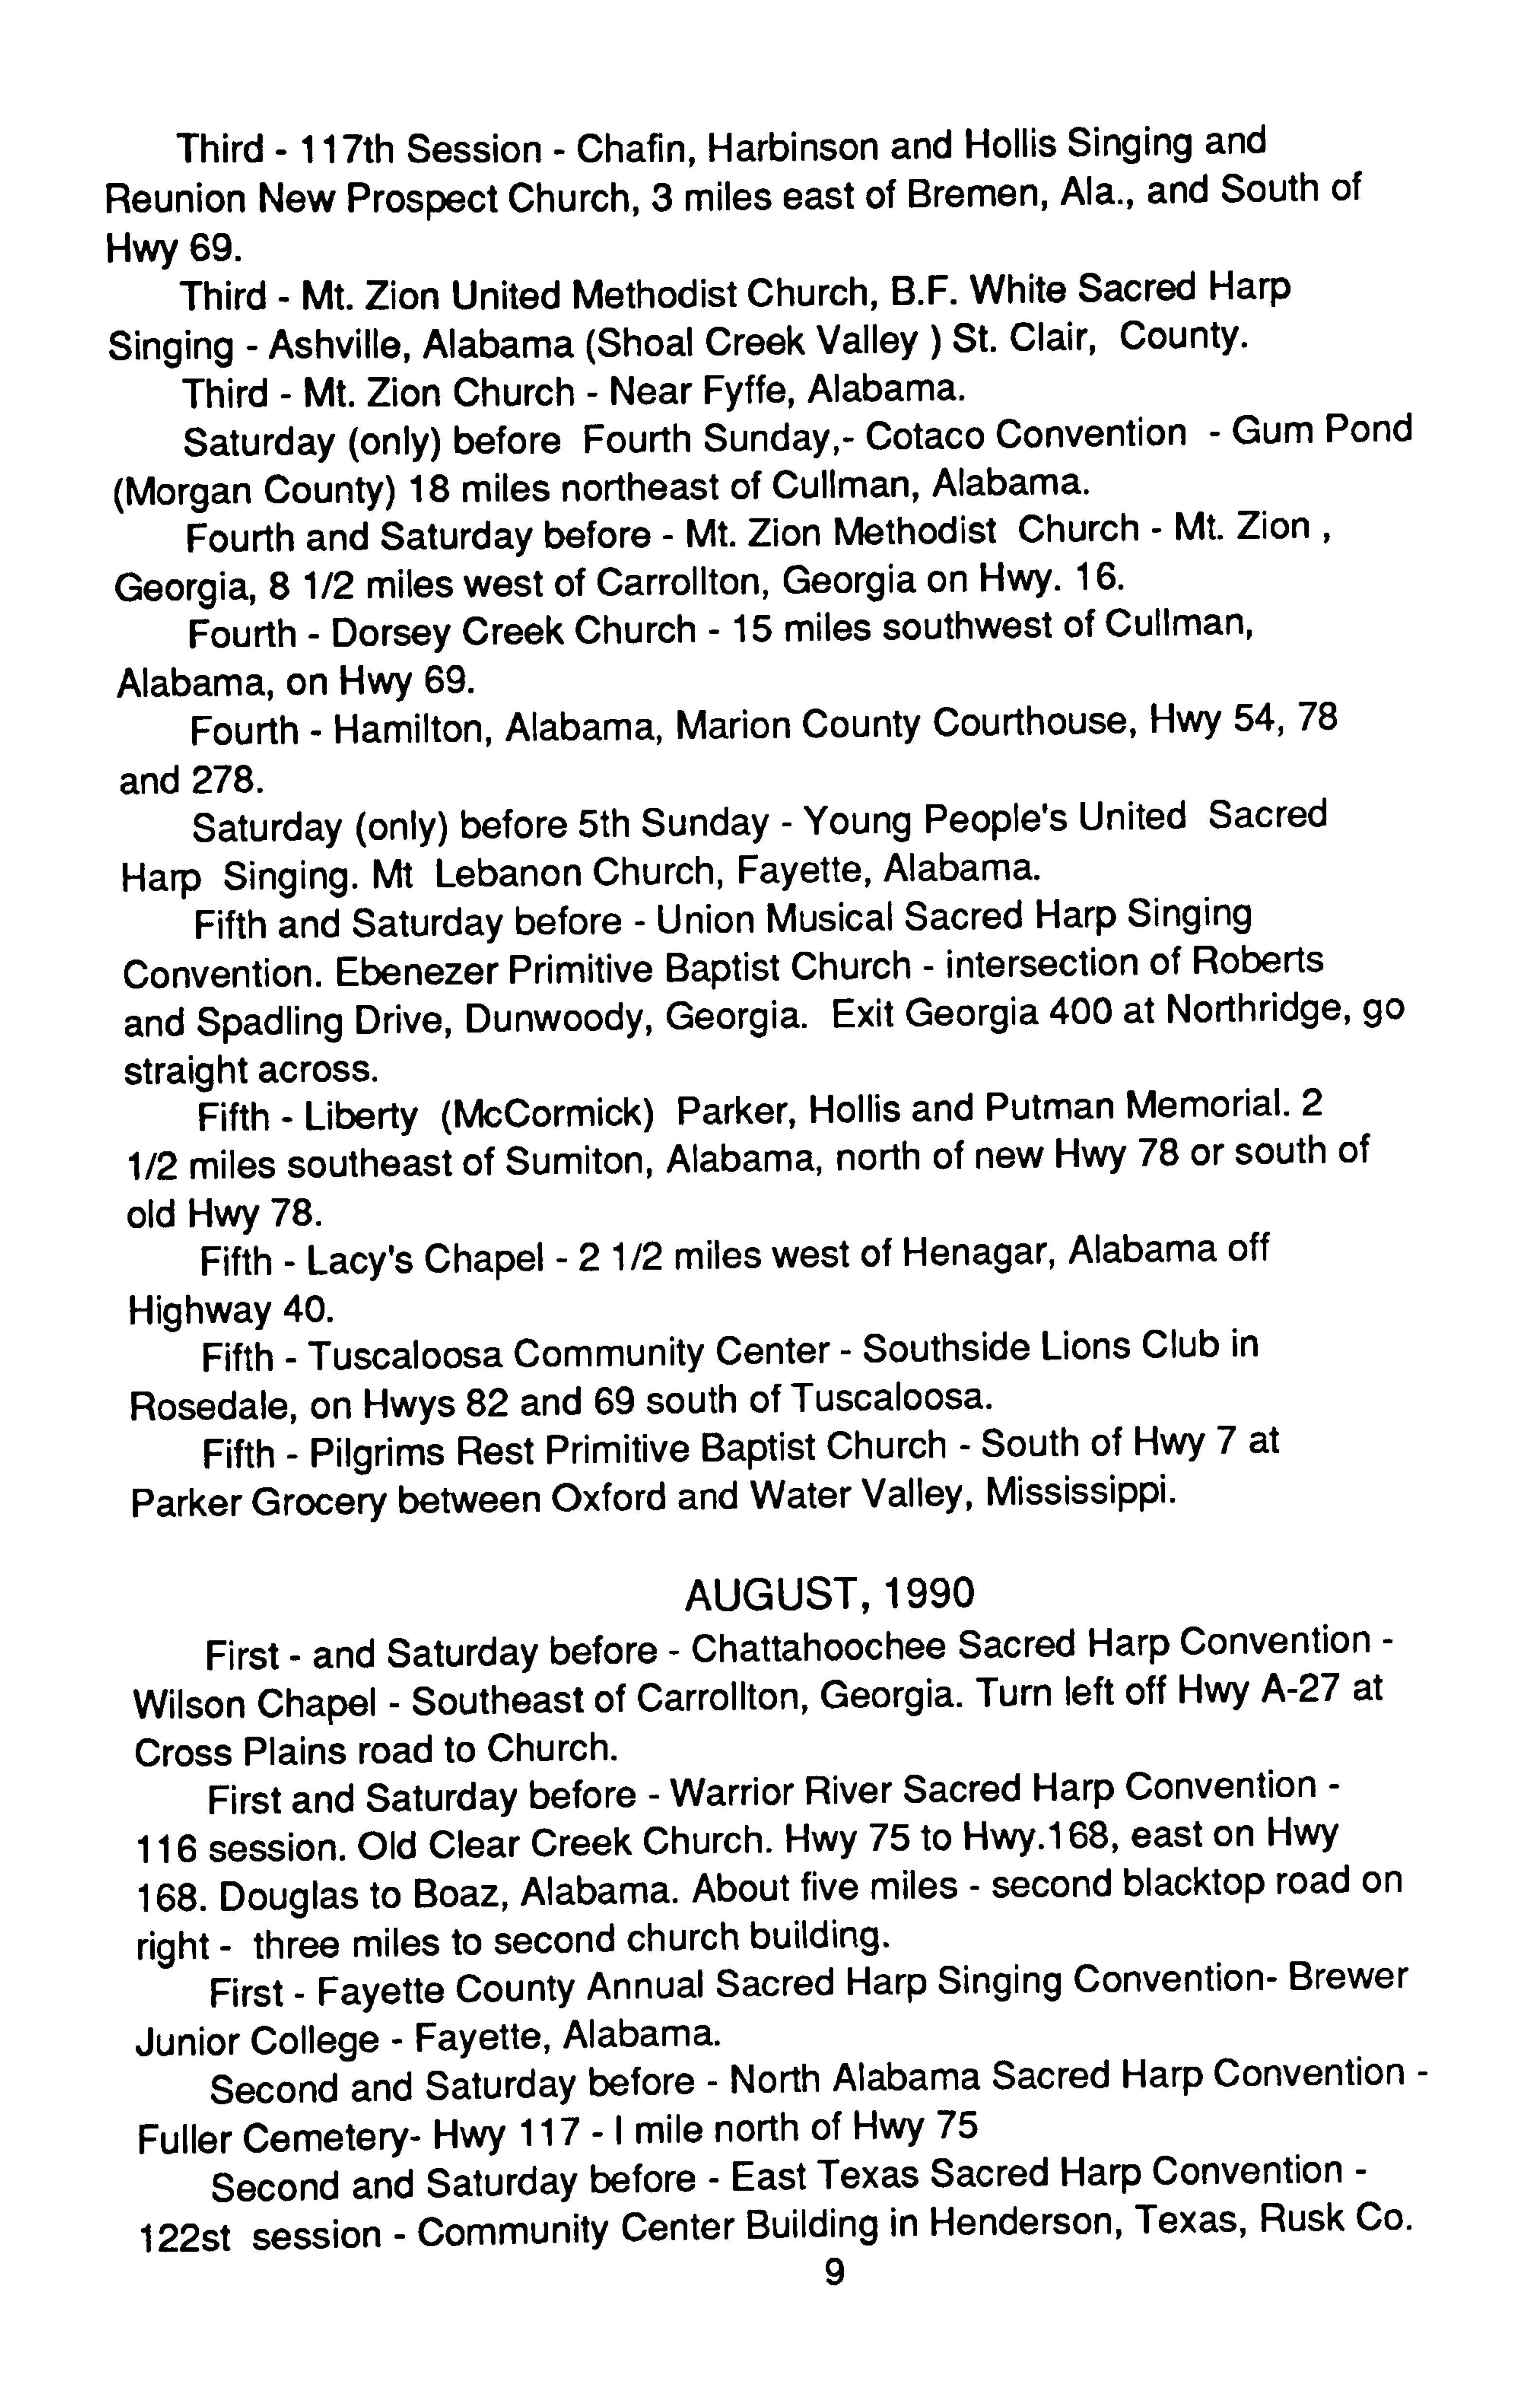 Third - 117th Session - Chafin, Harbinson and Hollis Singing and
Reunion New Prospect Church, 3 miles east of Bremen, Ala., and South of
Hwy 69.
Third - Mt. Zion United Methodist Church, B.F. White Sacred Harp
Singing - Ashville, Alabama (Shoal Creek Valley ) St. Clair, County.
Third - Mt. Zion Church - Near Fyffe, Alabama.
Saturday (only) before Fourth Sunday,- Cotaco Convention - Gum Pond
(Morgan County) 18 miles northeast of Cullman, Alabama.
Fourth and Saturday before - Mt. Zion Methodist Church - Mt. Zion ,
Georgia, 8 1/2 miles west of Carrollton, Georgia on Hwy. 16.
Fourth - Dorsey Creek Church - 15 miles southwest of Cullman,
Alabama, on Hwy 69.
Fourth - Hamilton, Alabama, Marion County Courthouse, Hwy 54, 78
and 278.
Saturday (only) before 5th Sunday - Young People's United Sacred
Harp Singing. Mt Lebanon Church, Fayette, Alabama.
Fifth and Saturday before - Union Musical Sacred Harp Singing
Convention. Ebenezer Primitive Baptist Church - intersection of Roberts
and Spadling Drive, Dunwoody, Georgia. Exit Georgia 400 at Northridge, go
straight across.
Fifth - Liberty (McCormick) Parker, Hollis and Putman Memorial. 2
1/2 miles southeast of Sumiton, Alabama, north of new Hwy 78 or south of
old Hwy 78.
Fifth - Lacy's Chapel - 2 1/2 miles west of Henagar, Alabama off
Highway 40.
Fifth - Tuscaloosa Community Center - Southside Lions Club in
Rosedale, on Hwys 82 and 69 south of Tuscaloosa.
Fifth - Pilgrims Rest Primitive Baptist Church - South of Hwy 7 at
Parker Grocery between Oxford and Water Valley, Mississippi.
AUGUST, 1990
First - and Saturday before - Chattahoochee Sacred Harp Convention -
Wilson Chapel - Southeast of Carrollton, Georgia. Turn left off Hwy A-27 at
Cross Plains road to Church.
First and Saturday before - Warrior River Sacred Harp Convention -
116 session. Old Clear Creek Church. Hwy 75 to Hwy.168, east on Hwy
168. Douglas to Boaz, Alabama. About five miles - second blacktop road on
right - three miles to second church building.
First - Fayette County Annual Sacred Harp Singing Convention- Brewer
Junior College - Fayette, Alabama.
Second and Saturday before - North Alabama Sacred Harp Convention -
Fuller Cemetery- Hwy 117 - I mile north of Hwy 75
Second and Saturday before - East Texas Sacred Harp Convention -
122st session - Community Center Building in Henderson, Texas, Rusk Co.
9